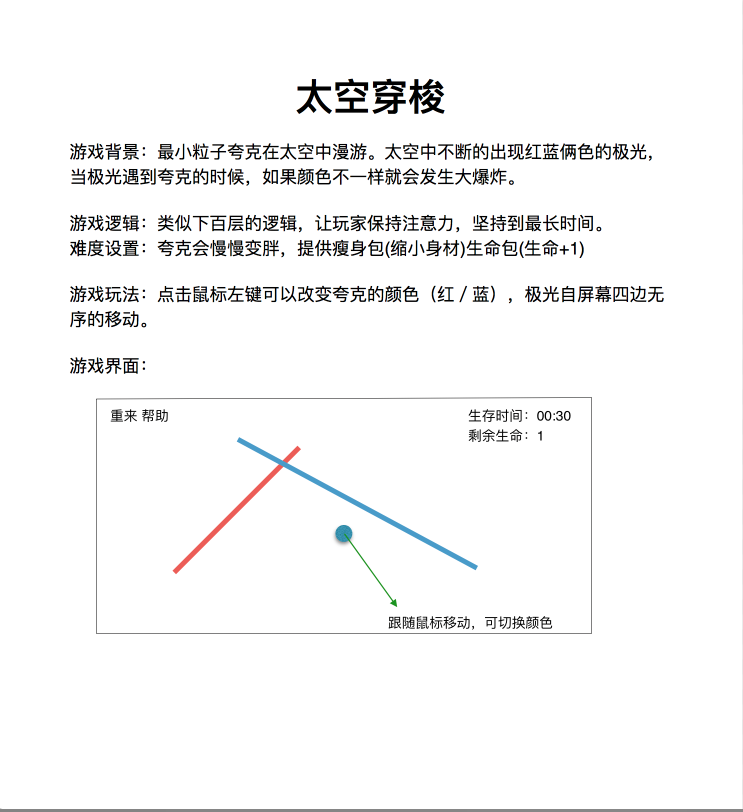 太空穿梭
游戏背景：最小粒子夸克在太空中漫游。太空中不断的出现红蓝俩色的极光，
当极光遇到夸克的时候，如果颜色不一样就会发生大爆炸。
游戏逻辑：类似下百层的逻辑，让玩家保持注意力，坚持到最长时间。
难度设置：夸克会慢慢变胖，提供瘦身包(缩小身材)生命包(生命+1)
游戏玩法：点击鼠标左键可以改变夸克的颜色（红／蓝），极光自屏幕四边无
序的移动。
游戏界面：
重来 帮助
生存时间：00:30
剩余生命：1
跟随鼠标移动，可切换颜色